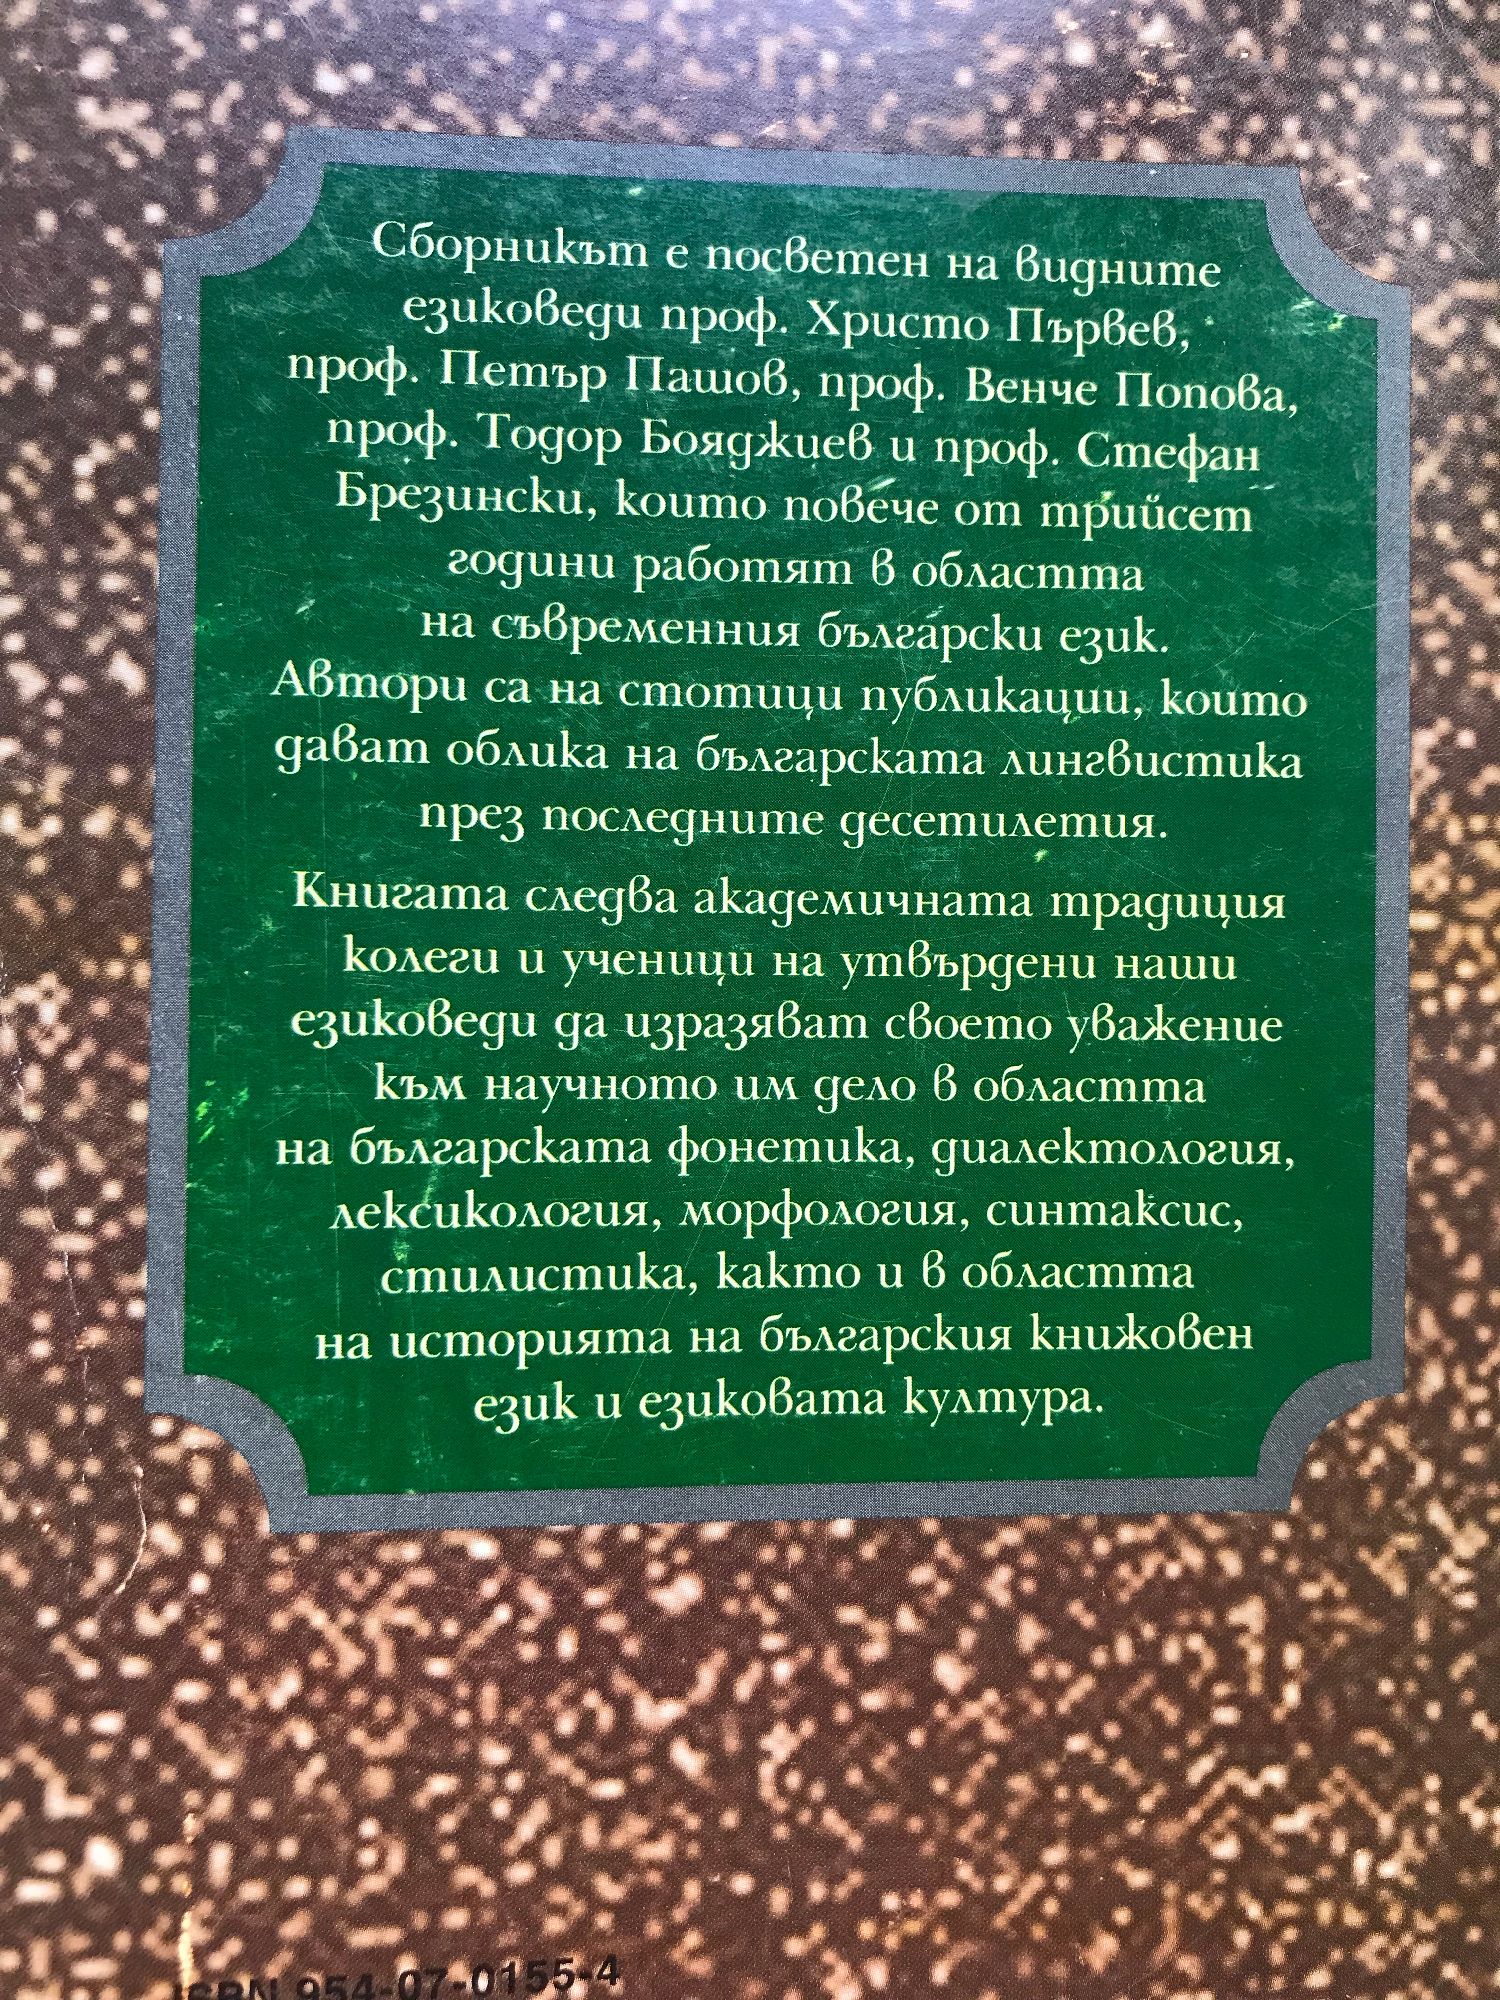 Сборникът е посветен на видните
езиковеди проф. Христо Първев,
проф. Петър Пашов, проф. Венче Попова,
проф. Тодор Бояджиев и проф. Стефан
Брезински, които повече от трийсет
години работят в областта
на съвременния български език.
Автори са на стотици публикации, които
дават облика на българската лингвистика
през последните десетилетия.
Книгата следва академичната традиция
колеги и ученици на утвърдени наши
езиковеди да изразяват своето уважение
към научното им дело в областта
на българската фонетика, диалектология,
лексикология, морфология, синтаксис,
стилистика, както и в областта
на историята на българския книжовен
език и езиковата култура.
ISBN 954-07-0155-4